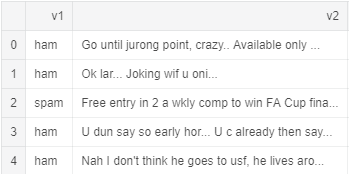 v1 v2
0 ham Go until jurong point, crazy.. Available only ...
1 ham Ok lar... Joking wif u oni...
2 spam Free entry in 2 a wkly comp to win FA Cup fina...
3 ham U dun say so early hor... U c already then say...
4 ham Nah I don't think he goes to usf, he lives aro...